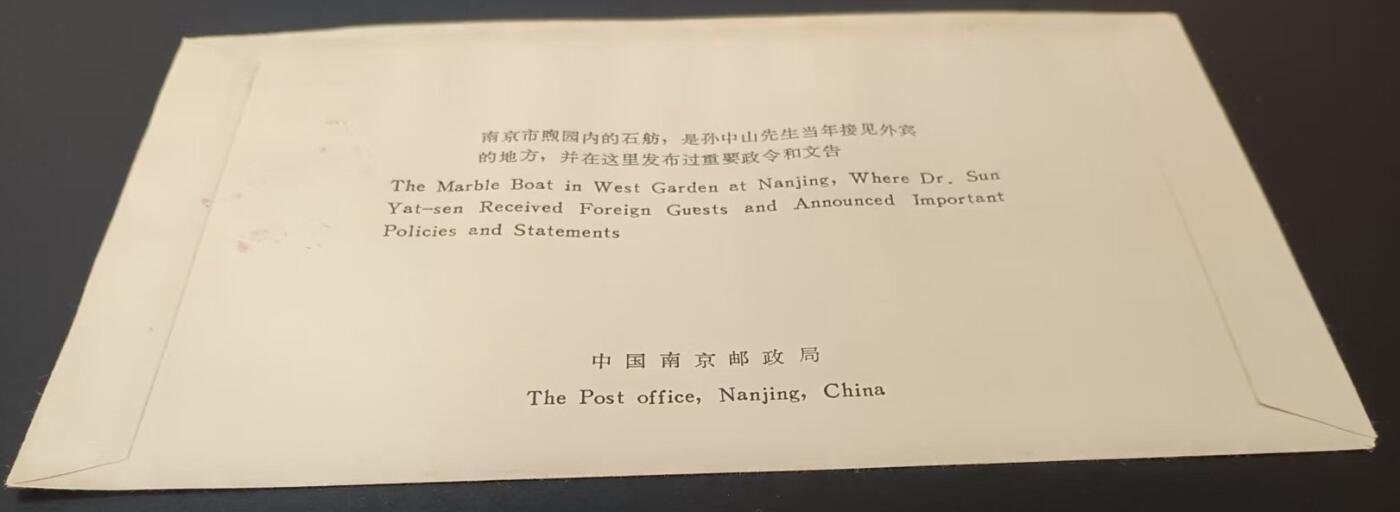 南京市煦园内的石舫，是孙中山先生当年接见外宾
的地方，并在这里发布过重要政令和文告
The Marble Boat in West Garden at Nanjing, Where Dr. Sun
Yat-sen Received Foreign Guests and Announced Important
Policies and Statements
中国南京邮政局
The Post office, Nanjing, China